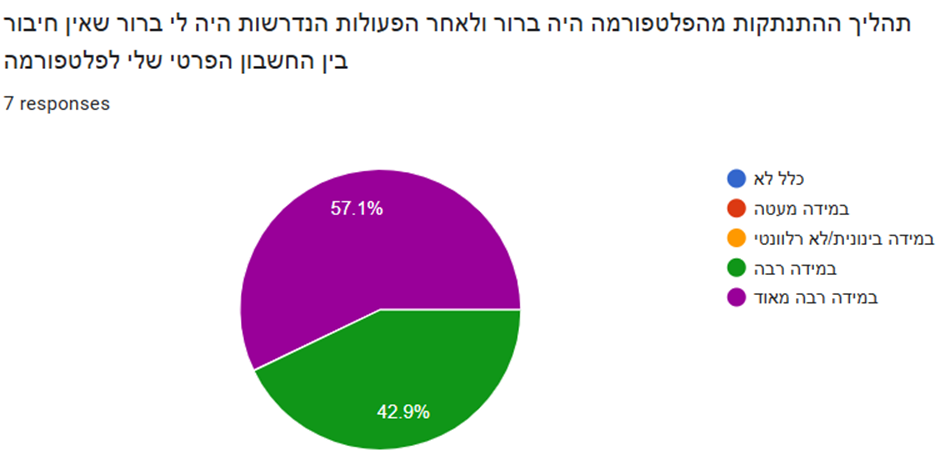 תהליך ההתנתקות מהפלטפורמה היה ברור ולאחר הפעולות הנדרשות היה לי ברור שאין חיבור
בין החשבון הפרטי שלי לפלטפורמה
7 responses
57.1%
42.9%
כלל לא
במידה מעטה
במידה בינונית/לא רלוונטי
במידה רבה
במידה רבה מאוד